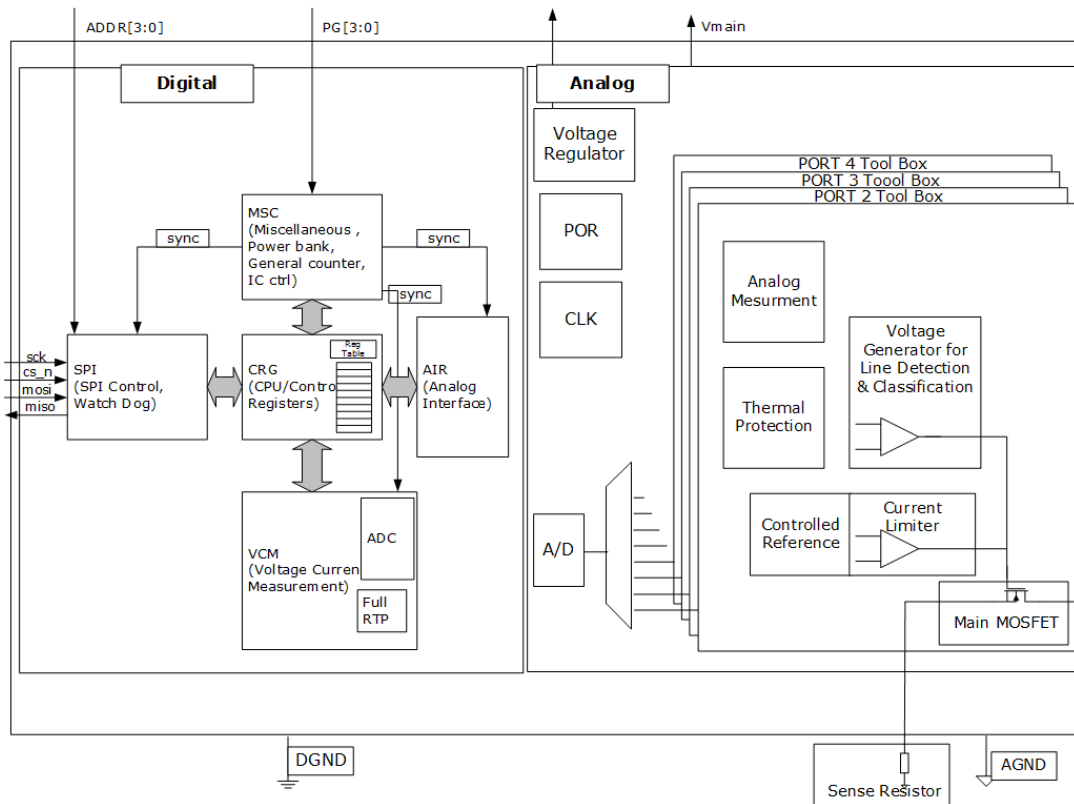 ADDR[3:0]
PG[3:0]
Vmain
Digital
Analog
Voltage
Regulator
PORT 4 Tool Box
PORT 3 Toool Box
PORT 2 Tool Box
MSC
(Miscellaneous ,
Power bank,
General counter,
IC ctrl)
sync
sync
sync
POR
CLK
Analog
Mesurment
Thermal
Protection
Voltage
Generator for
Line Detection
& Classification
sck
cs_n
mosi
miso
SPI
(SPI Control,
Watch Dog)
CRG
(CPU/Control
Registers)
Reg
Table
AIR
(Analog
Interface)
VCM
(Voltage Current
Measurement)
ADC
Full
RTP
A/D
Controlled
Reference
Current
Limiter
Main MOSFET
DGND
Sense Resistor
AGND